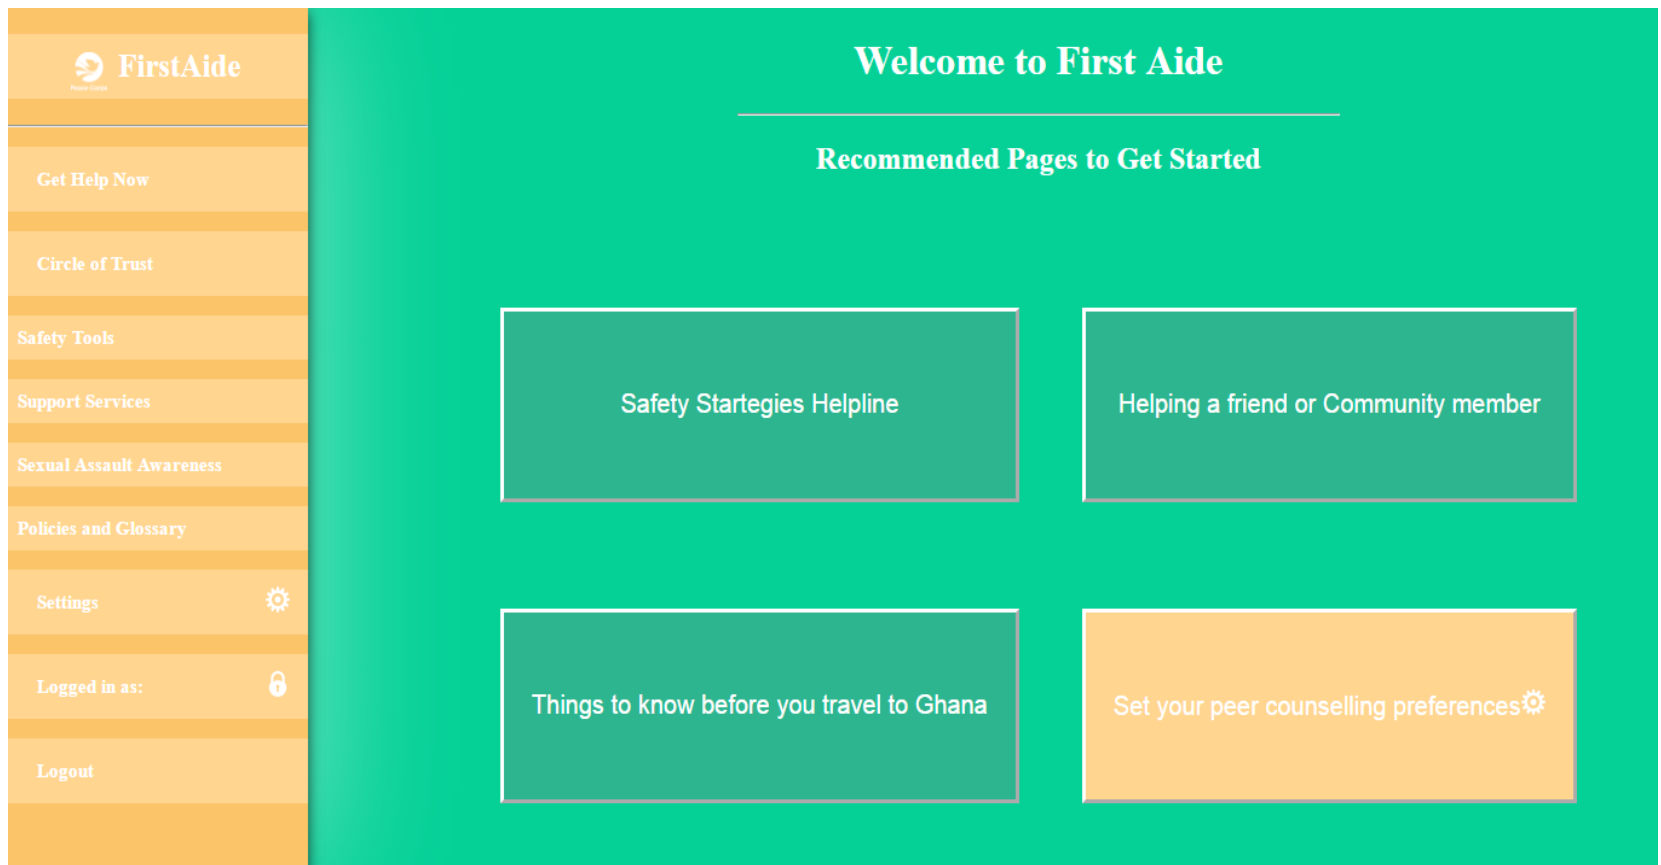 FirstAide
Peace Corps
Get Help Now
Circle of Trust
Safety Tools
Support Services
Sexual Assault Awareness
Policies and Glossary
Settings
Logged in as:
Logout
Welcome to First Aide
Recommended Pages to Get Started
Safety Startegies Helpline
Helping a friend or Community member
Things to know before you travel to Ghana
Set your peer counselling preferences